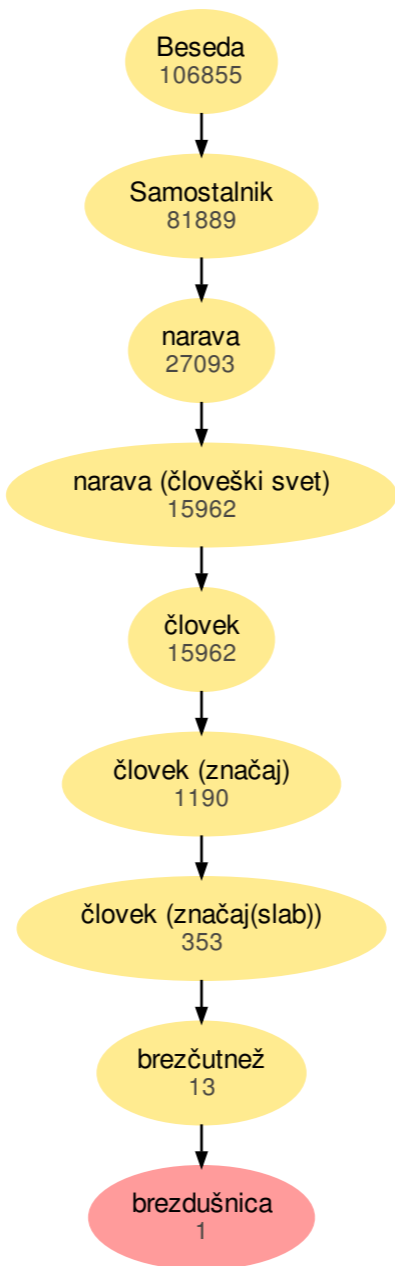 Beseda
106855
Samostalnik
81889
narava
27093
narava (človeški svet)
15962
človek
15962
človek (značaj)
1190
človek (značaj(slab))
353
brezčutnež
13
brezdušnica
1